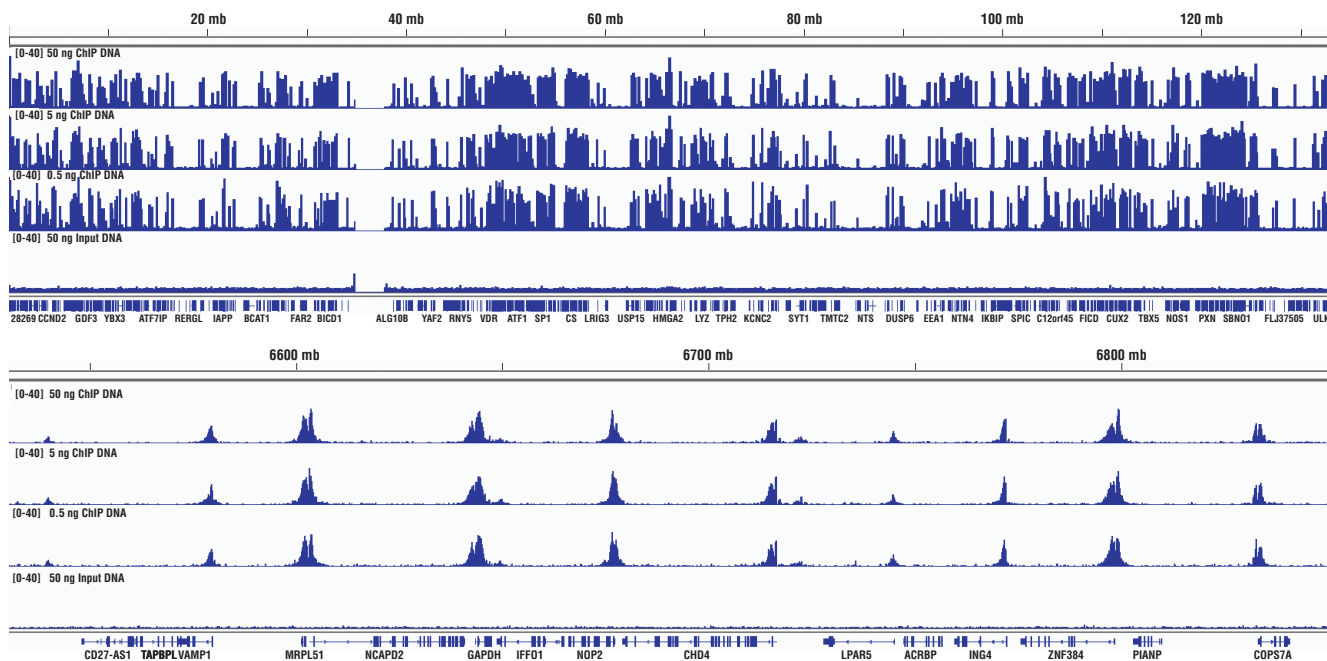 20 mb 40 mb 60 mb 80 mb 100 mb 120 mb
[0-40] 50 ng ChIP DNA
[0-40] 5 ng ChIP DNA
[0-40] 0.5 ng ChIP DNA
[0-40] 50 ng Input DNA
28269 CCND2 GDF3 YBX3 ATF7IP RERGL IAPP BCAT1 FAR2 BICD1 ALG10B YAF2 RNY5 VDR ATF1 SP1 CS LRIG3 USP15 HMGA2 LYZ TPH2 KCNC2 SYT1 TMTC2 NTS DUSP6 EEA1 NTN4 IKBIP SPIC C12orf45 FICD CUX2 TBX5 NOS1 PXN SBNO1 FLJ37505 ULK
6600 mb 6700 mb 6800 mb
[0-40] 50 ng ChIP DNA
[0-40] 5 ng ChIP DNA
[0-40] 0.5 ng ChIP DNA
[0-40] 50 ng Input DNA
CD27-AS1 TAPBPL VAMP1 MRPL51 NCAPD2 GAPDH IFFO1 NOP2 CHD4 LPAR5 ACRBP ING4 ZNF384 PIANP COPS7A